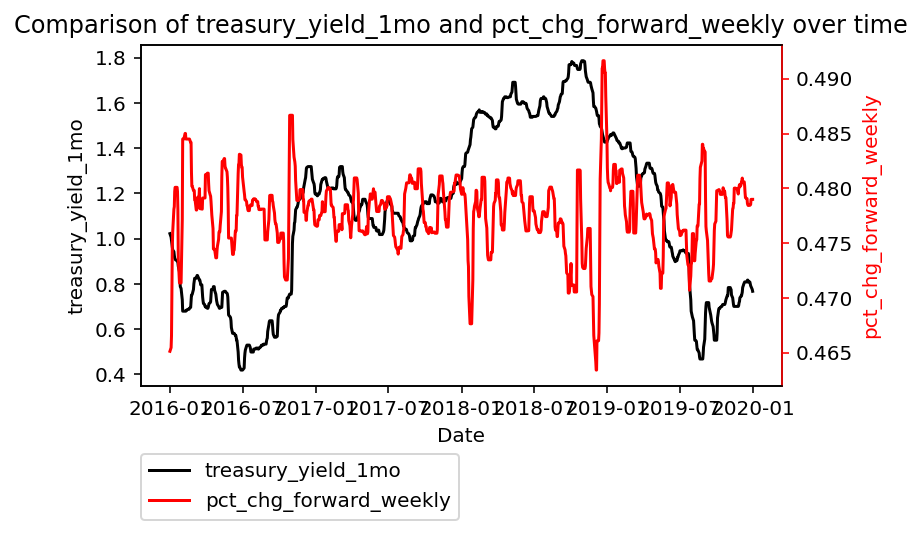 Comparison of treasury_yield_1mo and pct_chg_forward_weekly over time
treasury_yield_1mo
1.8
1.6
1.4
1.2
1.0
0.8
0.6
0.4
0.490
0.485
0.480
0.475
0.470
0.465
pct_chg_forward_weekly
2016-01 2016-07 2017-01 2017-07 2018-01 2018-07 2019-01 2019-07 2020-01
Date
treasury_yield_1mo
pct_chg_forward_weekly